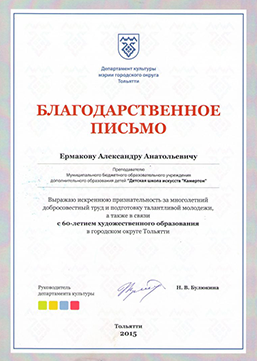 Департамент культуры
мэрии городского округа
Тольятти
БЛАГОДАРСТВЕННОЕ
ПИСЬМО
Ермакову Александру Анатольевичу
Преподавателю
Муниципального бюджетного образовательного учреждения
дополнительного образования детей "Детская школа искусств "Камертон"
Выражаю искреннюю признательность за многолетний
добросовестный труд и подготовку талантливой молодежи,
а также в связи
с 60-летием художественного образования
в городском округе Тольятти
Руководитель
департамента культуры
Н. В. Булюкина
Тольятти
2015